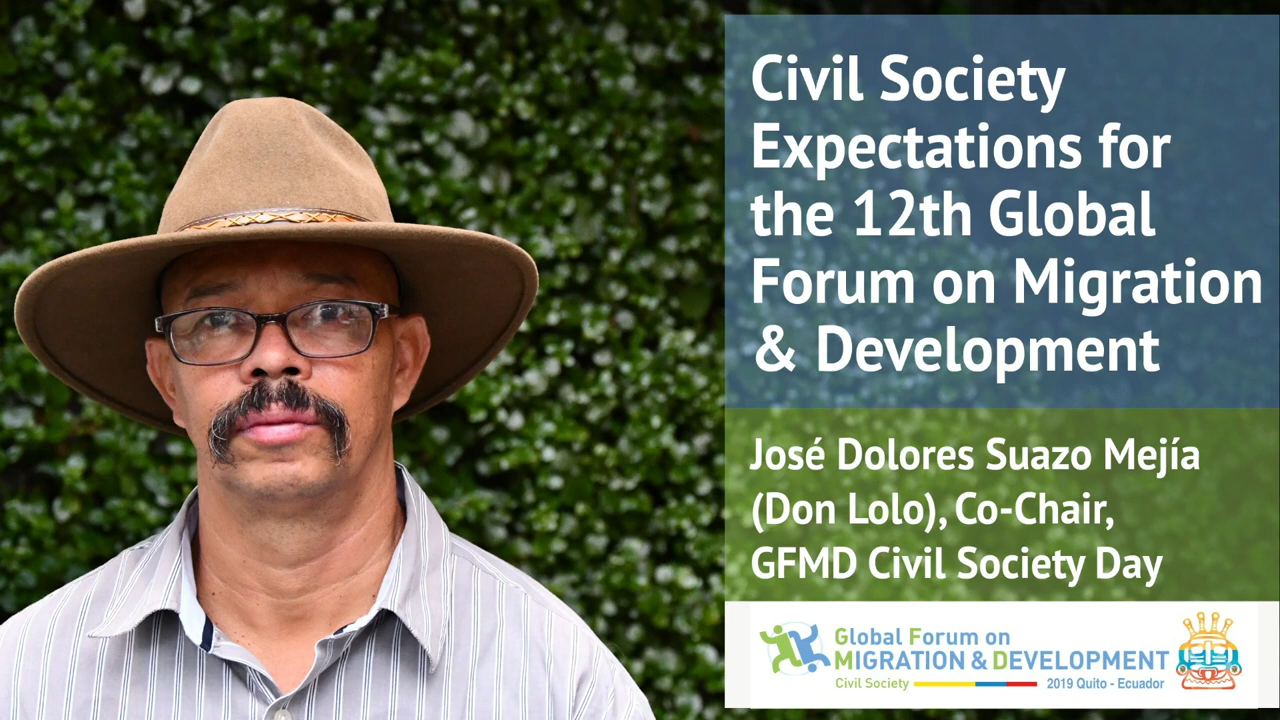 Civil Society
Expectations for
the 12th Global
Forum on Migration
& Development
José Dolores Suazo Mejía
(Don Lolo), Co-Chair,
GFMD Civil Society Day
Global Forum on
MIGRATION & DEVELOPMENT
Civil Society 2019 Quito - Ecuador